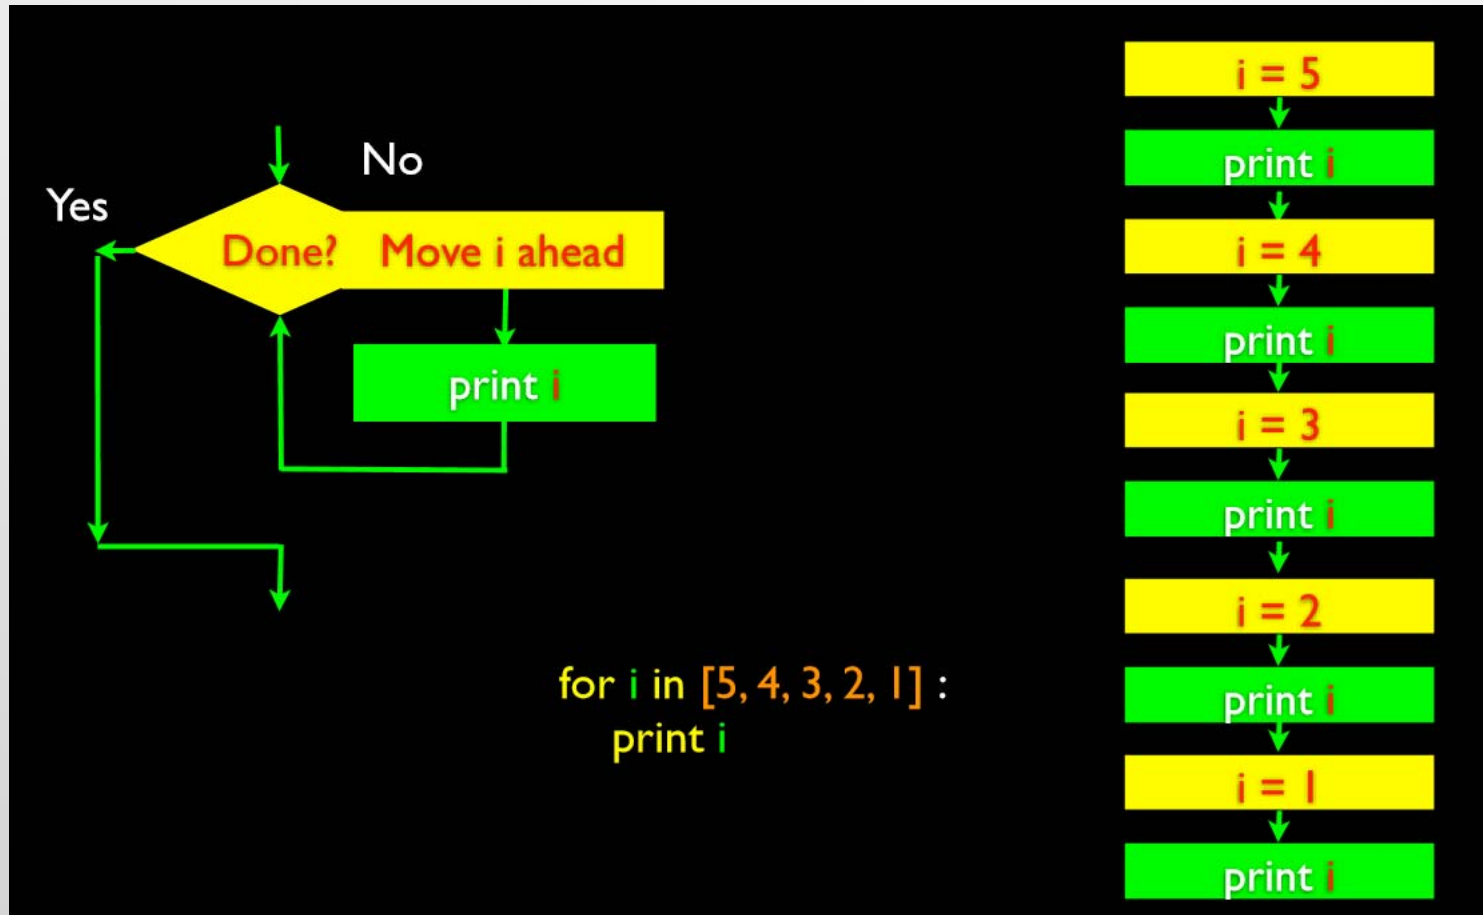 No
Yes
Done?
Move i ahead
print i
for i in [5, 4, 3, 2, 1] :
print i
i = 5
print i
i = 4
print i
i = 3
print i
i = 2
print i
i = 1
print i